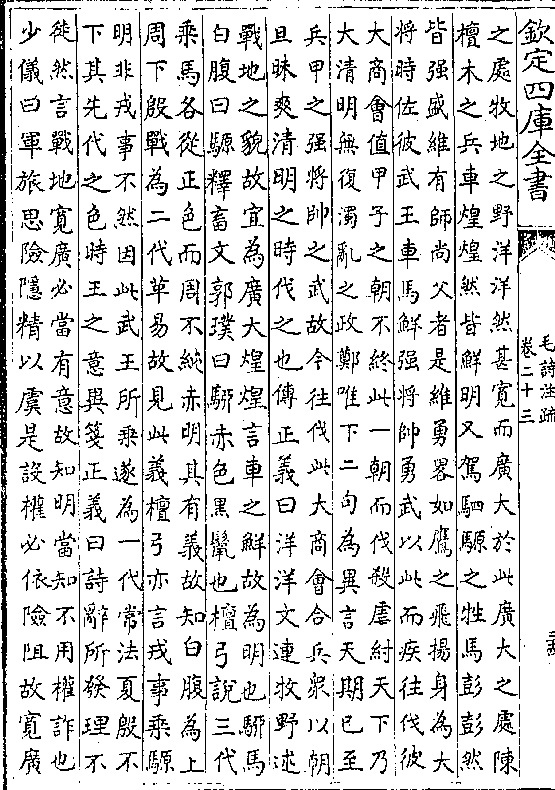 欽定四庫全書
毛詩注疏
卷二十三
之處牧地之野洋洋然甚寬而廣大於此廣大之處陳
檀木之兵車煌煌然皆鮮明又駕駟騵之牲馬彭彭然
皆强盛維有師尚父者是維勇畧如鷹之飛揚身為大
將時佐彼武王車馬鮮强將帥勇武以此而疾往伐彼
大商會值甲子之朝不終此一朝而伐殺虐紂天下乃
大清明無復濁亂之政鄭唯下二句為異言天期已至
兵甲之强將帥之武故今往伐此大商會合兵衆以朝
旦昧爽清明之時代之也傳正義曰洋洋文連牧野述
戰地之貌故宜為廣大煌煌言車之鮮故為明也駵馬
白腹曰騵釋畜文郭璞曰駵赤色黑鬛也檀弓說三代
乘馬各從正色而周不純赤明其有義故知白腹為上
周下殷戰為二代革易故見此義檀弓亦言戎事乘騵
明非戎事不然因此武王所乘遂為一代常法夏殷不
下其先代之色時王之意與箋正義曰詩辭所發理不
徒然言戰地寬廣必當有意故知明當知不用權詐也
少儀曰軍旅思險隱精以虞是設權必依險阻故寬廣